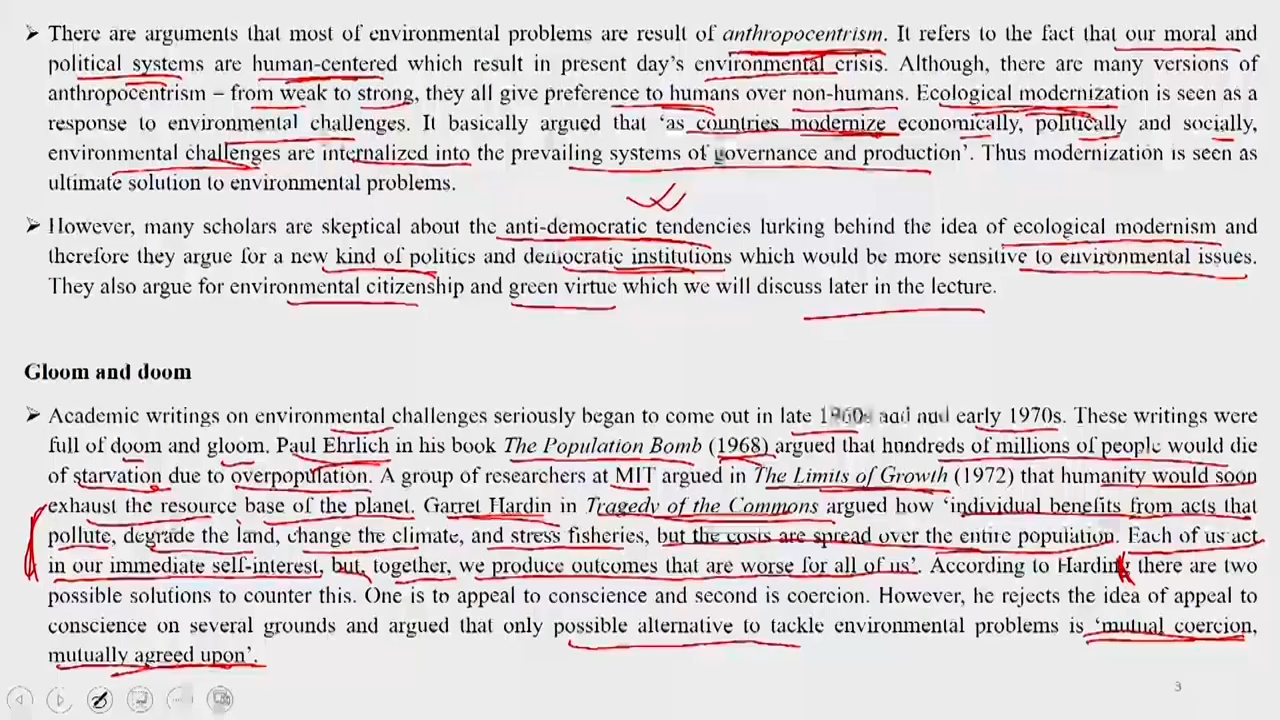 ➢ There are arguments that most of environmental problems are result of anthropocentrism. It refers to the fact that our moral and
political systems are human-centered which result in present day's environmental crisis. Although, there are many versions of
anthropocentrism – from weak to strong, they all give preference to humans over non-humans. Ecological modernization is seen as a
response to environmental challenges. It basically argued that 'as countries modernize economically, politically and socially,
environmental challenges are internalized into the prevailing systems of governance and production'. Thus modernization is seen as
ultimate solution to environmental problems.
➢ However, many scholars are skeptical about the anti-democratic tendencies lurking behind the idea of ecological modernism and
therefore they argue for a new kind of politics and democratic institutions which would be more sensitive to environmental issues.
They also argue for environmental citizenship and green virtue which we will discuss later in the lecture.
Gloom and doom
➢ Academic writings on environmental challenges seriously began to come out in late 1960s and early 1970s. These writings were
full of doom and gloom. Paul Ehrlich in his book The Population Bomb (1968) argued that hundreds of millions of people would die
of starvation due to overpopulation. A group of researchers at MIT argued in The Limits of Growth (1972) that humanity would soon
exhaust the resource base of the planet. Garret Hardin in Tragedy of the Commons argued how 'individual benefits from acts that
pollute, degrade the land, change the climate, and stress fisheries, but the costs are spread over the entire population. Each of us act
in our immediate self-interest, but, together, we produce outcomes that are worse for all of us'. According to Harding there are two
possible solutions to counter this. One is to appeal to conscience and second is coercion. However, he rejects the idea of appeal to
conscience on several grounds and argued that only possible alternative to tackle environmental problems is 'mutual coercion,
mutually agreed upon'.
3